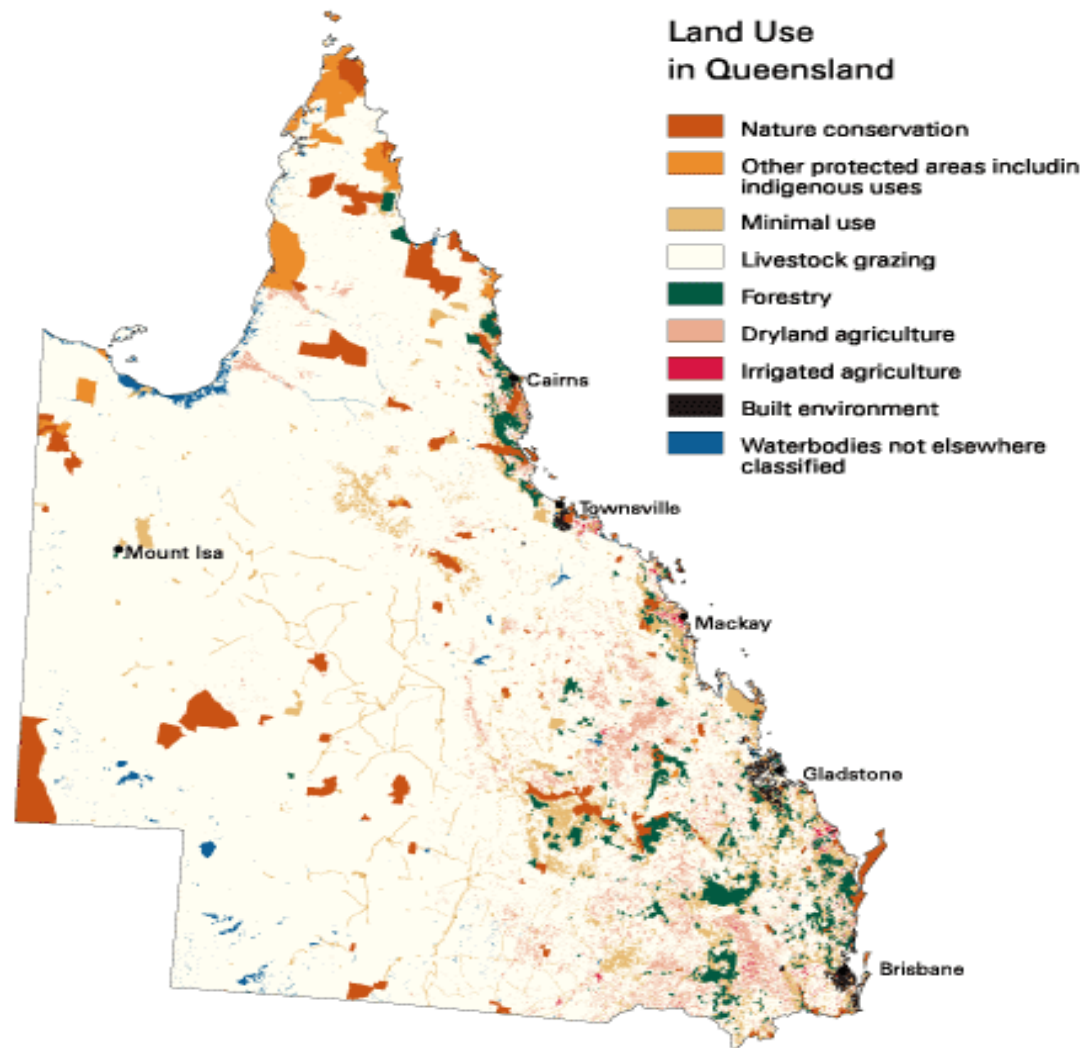 Land Use
in Queensland
Nature conservation
Other protected areas includin
indigenous uses
Minimal use
Livestock grazing
Forestry
Dryland agriculture
Irrigated agriculture
Built environment
Waterbodies not elsewhere
classified
Cairns
Townsville
Mount Isa
Mackay
Gladstone
Brisbane